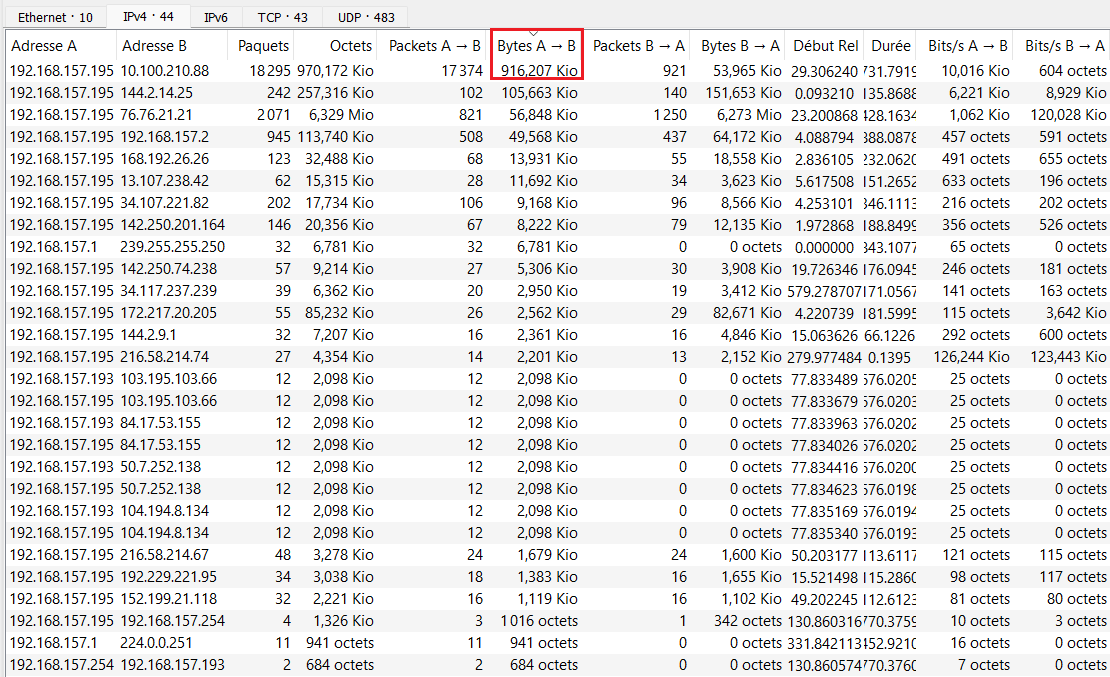 Ethernet · 10 IPv4 · 44 IPv6 TCP · 43 UDP · 483
Adresse A Adresse B Paquets Octets Packets A → B Bytes A → B Packets B → A Bytes B → A Début Rel Durée Bits/s A → B Bits/s B → A
192.168.157.195 10.100.210.88 18 295 970,172 Kio 17 374 916,207 Kio 921 53,965 Kio 29.306240 731.7919 10,016 Kio 604 octets
192.168.157.195 144.2.14.25 242 257,316 Kio 102 105,663 Kio 140 151,653 Kio 0.093210 135.8688 6,221 Kio 8,929 Kio
192.168.157.195 76.76.21.21 2 071 6,329 Mio 821 56,848 Kio 1 250 6,273 Mio 23.200868 428.1634 1,062 Kio 120,028 Kio
192.168.157.195 192.168.157.2 945 113,740 Kio 508 49,568 Kio 437 64,172 Kio 4.088794 888.0878 457 octets 591 octets
192.168.157.195 168.192.26.26 123 32,488 Kio 68 13,931 Kio 55 18,558 Kio 2.836105 232.0620 491 octets 655 octets
192.168.157.195 13.107.238.42 62 15,315 Kio 28 11,692 Kio 34 3,623 Kio 5.617508 151.2652 633 octets 196 octets
192.168.157.195 34.107.221.82 202 17,734 Kio 106 9,168 Kio 96 8,566 Kio 4.253101 346.1113 216 octets 202 octets
192.168.157.195 142.250.201.164 146 20,356 Kio 67 8,222 Kio 79 12,135 Kio 1.972868 188.8499 356 octets 526 octets
192.168.157.1 239.255.255.250 32 6,781 Kio 32 6,781 Kio 0 0 octets 0.000000 843.1077 65 octets 0 octets
192.168.157.195 142.250.74.238 57 9,214 Kio 27 5,306 Kio 30 3,908 Kio 19.726346 176.0945 246 octets 181 octets
192.168.157.195 34.117.237.239 39 6,362 Kio 20 2,950 Kio 19 3,412 Kio 579.278707 171.0567 141 octets 163 octets
192.168.157.195 172.217.20.205 55 85,232 Kio 26 2,562 Kio 29 82,671 Kio 4.220739 181.5995 115 octets 3,642 Kio
192.168.157.195 144.2.9.1 32 7,207 Kio 16 2,361 Kio 16 4,846 Kio 15.063626 66.1226 292 octets 600 octets
192.168.157.195 216.58.214.74 27 4,354 Kio 14 2,201 Kio 13 2,152 Kio 279.977484 0.1395 126,244 Kio 123,443 Kio
192.168.157.193 103.195.103.66 12 2,098 Kio 12 2,098 Kio 0 0 octets 77.833489 576.0205 25 octets 0 octets
192.168.157.195 103.195.103.66 12 2,098 Kio 12 2,098 Kio 0 0 octets 77.833679 576.0203 25 octets 0 octets
192.168.157.193 84.17.53.155 12 2,098 Kio 12 2,098 Kio 0 0 octets 77.833963 576.0202 25 octets 0 octets
192.168.157.195 84.17.53.155 12 2,098 Kio 12 2,098 Kio 0 0 octets 77.834026 576.0202 25 octets 0 octets
192.168.157.193 50.7.252.138 12 2,098 Kio 12 2,098 Kio 0 0 octets 77.834416 576.0200 25 octets 0 octets
192.168.157.195 50.7.252.138 12 2,098 Kio 12 2,098 Kio 0 0 octets 77.834623 576.0198 25 octets 0 octets
192.168.157.193 104.194.8.134 12 2,098 Kio 12 2,098 Kio 0 0 octets 77.835169 576.0194 25 octets 0 octets
192.168.157.195 104.194.8.134 12 2,098 Kio 12 2,098 Kio 0 0 octets 77.835340 576.0193 25 octets 0 octets
192.168.157.195 216.58.214.67 48 3,278 Kio 24 1,679 Kio 24 1,600 Kio 50.203177 113.6117 121 octets 115 octets
192.168.157.195 192.229.221.95 34 3,038 Kio 18 1,383 Kio 16 1,655 Kio 15.521498 115.2860 98 octets 117 octets
192.168.157.195 152.199.21.118 32 2,221 Kio 16 1,119 Kio 16 1,102 Kio 49.202245 112.6123 81 octets 80 octets
192.168.157.195 192.168.157.254 4 1,326 Kio 3 1 016 octets 1 342 octets 130.860316 770.3759 10 octets 3 octets
192.168.157.1 224.0.0.251 11 941 octets 11 941 octets 0 0 octets 331.842113 452.9210 16 octets 0 octets
192.168.157.254 192.168.157.193 2 684 octets 2 684 octets 0 0 octets 130.860574 770.3760 7 octets 0 octets